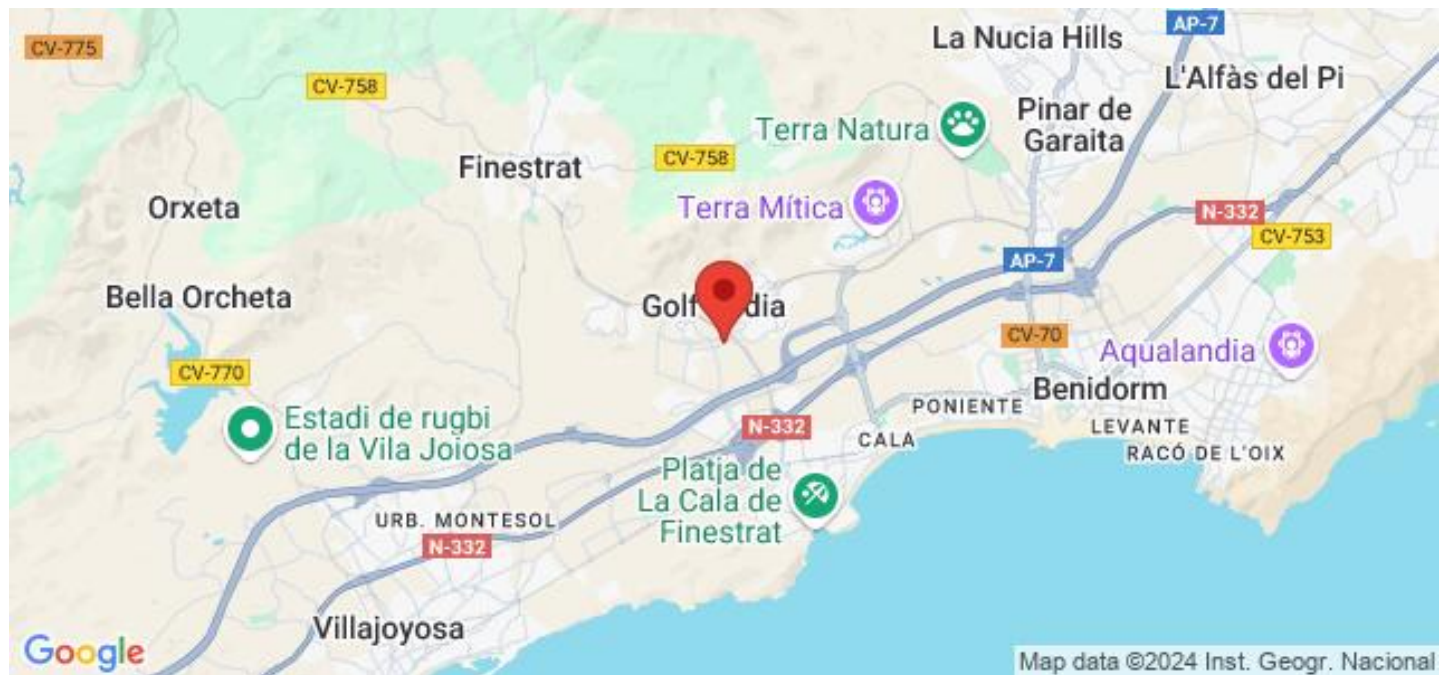 CV-775
CV-758
La Nucia Hills
AP-7
L'Alfàs del Pi
Terra Natura
Pinar de
Garaita
Finestrat
CV-758
Orxeta
Terra Mítica
N-332
CV-753
AP-7
Bella Orcheta
Golf
dia
CV-70
Aqualandia
CV-770
Benidorm
PONIENTE
Estadi de rugbi
de la Vila Joiosa
N-332
CALA
LEVANTE
RACÓ DE L'OIX
Platja de
La Cala de
Finestrat
URB. MONTESOL
N-332
Villajoyosa
Google
Map data ©2024 Inst. Geogr. Nacional